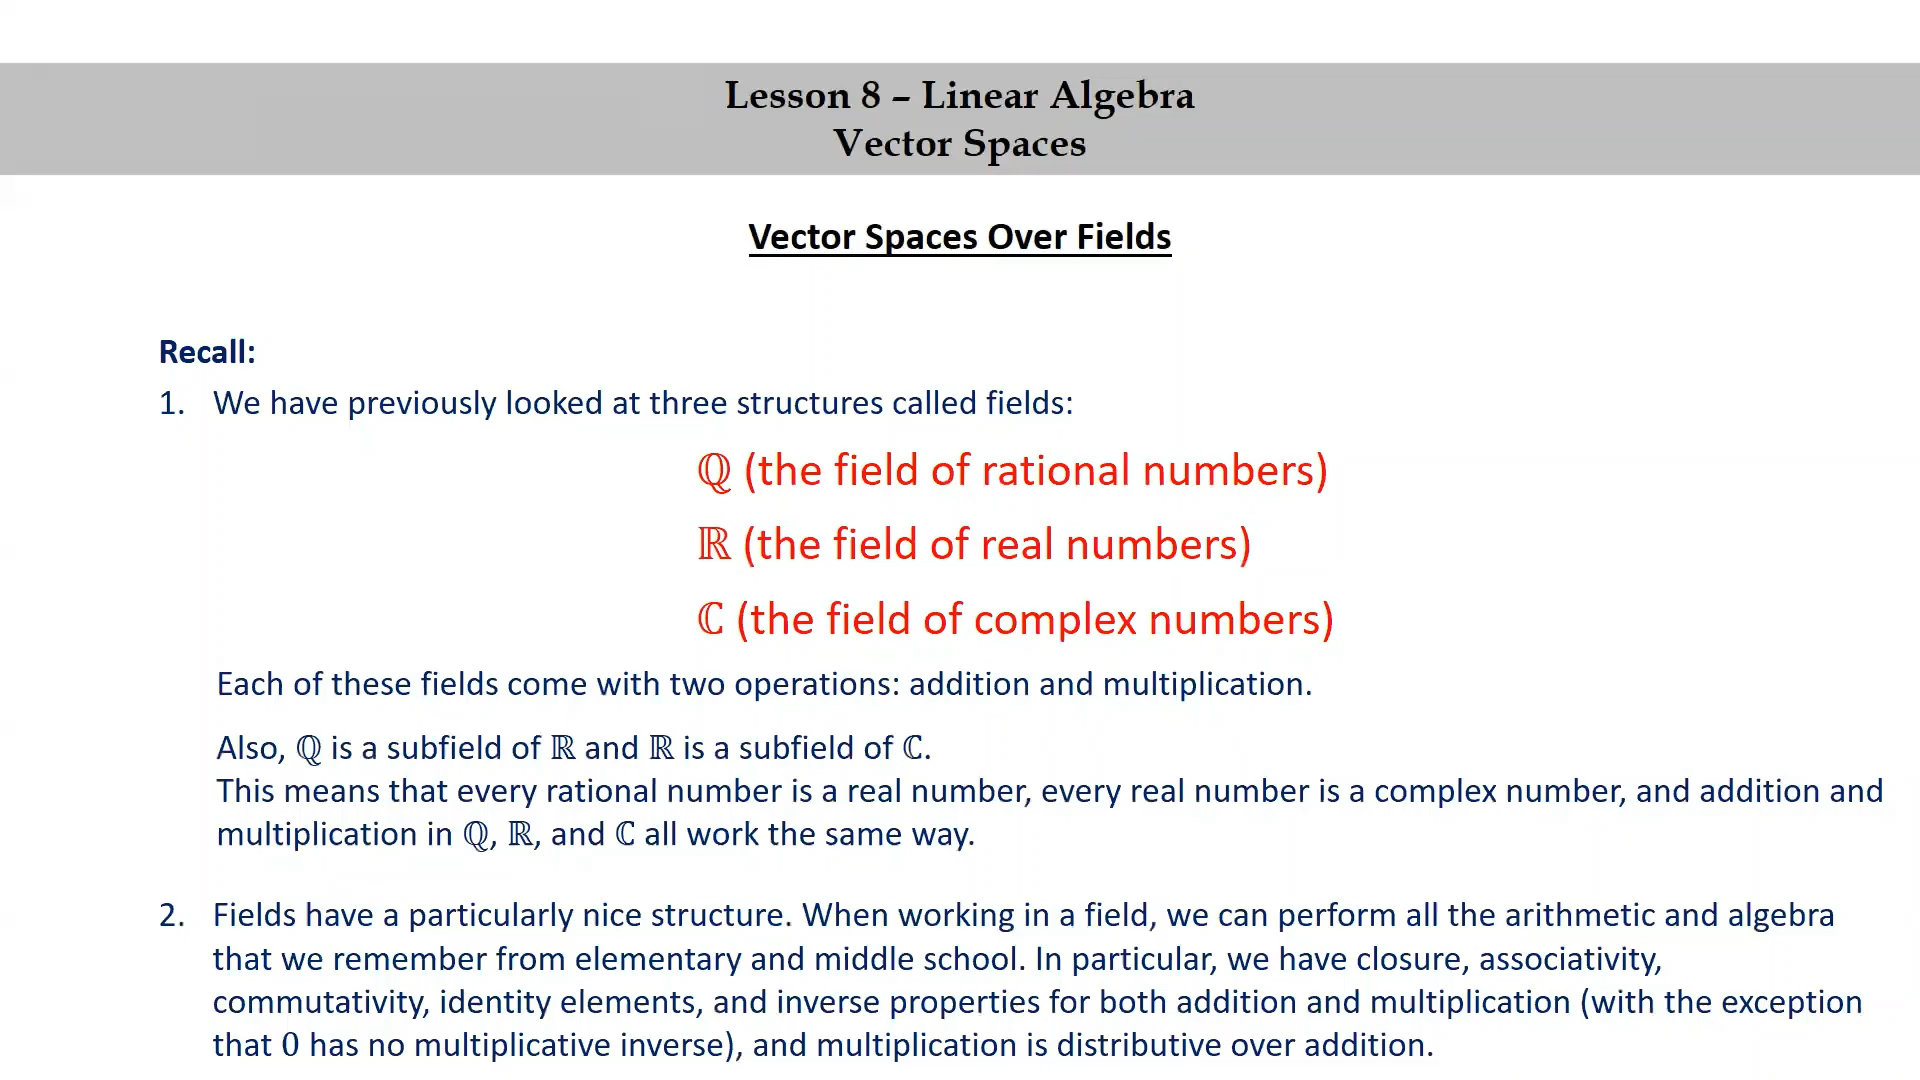 Lesson 8 – Linear Algebra
Vector Spaces
Vector Spaces Over Fields
Recall:
1. We have previously looked at three structures called fields:
ℚ (the field of rational numbers)
ℝ (the field of real numbers)
ℂ (the field of complex numbers)
Each of these fields come with two operations: addition and multiplication.
Also, ℚ is a subfield of ℝ and ℝ is a subfield of ℂ.
This means that every rational number is a real number, every real number is a complex number, and addition and
multiplication in ℚ, ℝ, and ℂ all work the same way.
2. Fields have a particularly nice structure. When working in a field, we can perform all the arithmetic and algebra
that we remember from elementary and middle school. In particular, we have closure, associativity,
commutativity, identity elements, and inverse properties for both addition and multiplication (with the exception
that 0 has no multiplicative inverse), and multiplication is distributive over addition.